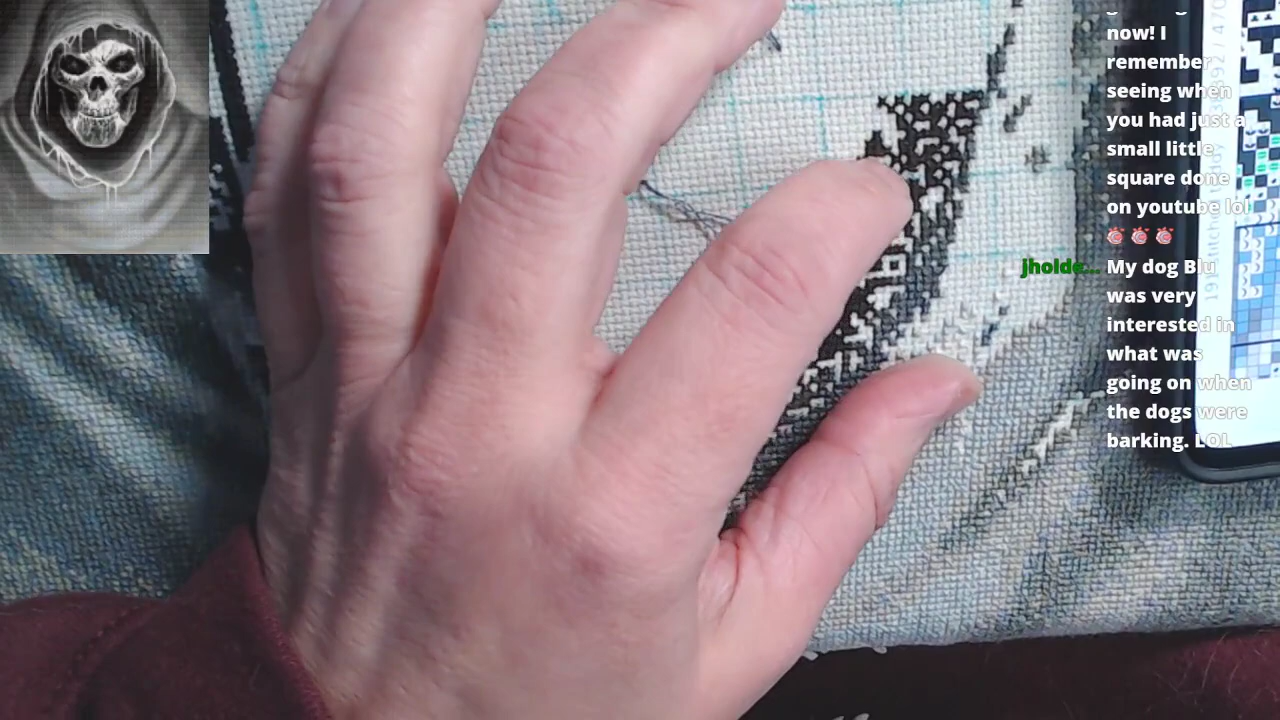 now! I
remember
seeing when
you had just a
small little
square done
on youtube lol
jholde... My dog Blu
was very
interested in
what was
going on when
the dogs were
barking. LOL